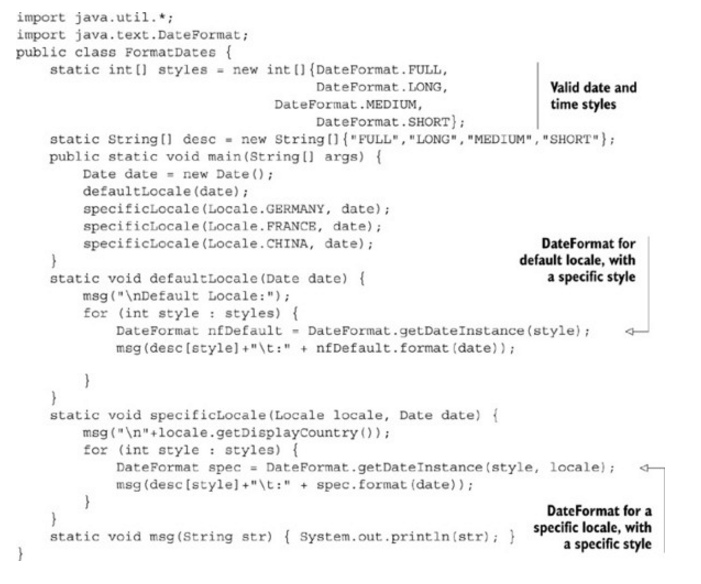 import java.util.*;
import java.text.DateFormat;
public class FormatDates {
    static int[] styles = new int[]{DateFormat.FULL,
                                    DateFormat.LONG,
                               DateFormat.MEDIUM,
                                    DateFormat.SHORT};
Valid date and
time styles
    static String[] desc = new String[]{"FULL","LONG","MEDIUM","SHORT"};
    public static void main(String[] args) {
        Date date = new Date();
        defaultLocale(date);
        specificLocale(Locale.GERMANY, date);
        specificLocale(Locale.FRANCE, date);
        specificLocale(Locale.CHINA, date);
    }
    static void defaultLocale(Date date) {
        msg("\nDefault Locale:");
        for (int style : styles) {
            DateFormat nfDefault = DateFormat.getDateInstance(style);
            msg(desc[style]+"\t:" + nfDefault.format(date));
DateFormat for
default locale, with
a specific style
        }
    }
    static void specificLocale(Locale locale, Date date) {
        msg("\n"+locale.getDisplayCountry());
        for (int style : styles) {
            DateFormat spec = DateFormat.getDateInstance(style, locale);
            msg(desc[style]+"\t:" + spec.format(date));
        }
    }
    static void msg(String str) { System.out.println(str); }
}
DateFormat for a
specific locale, with
a specific style